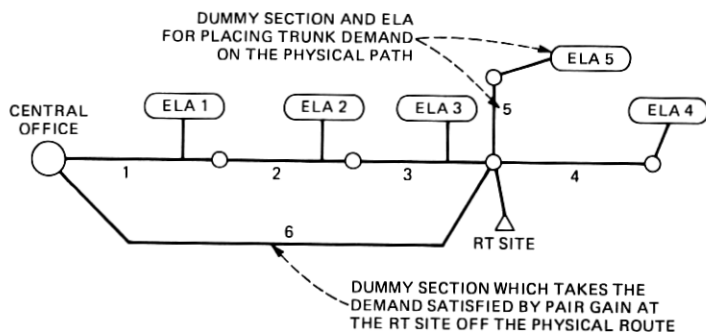 DUMMY SECTION AND ELA
FOR PLACING TRUNK DEMAND
ON THE PHYSICAL PATH
ELA 5
CENTRAL
OFFICE
ELA 1
ELA 2
ELA 3
5
ELA 4
1
2
3
4
6
RT SITE
DUMMY SECTION WHICH TAKES THE
DEMAND SATISFIED BY PAIR GAIN AT
THE RT SITE OFF THE PHYSICAL ROUTE